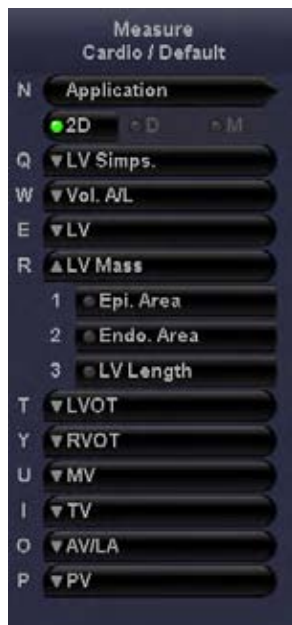 Measure
Cardio / Default
N Application
2D D M
Q LV Simps.
W Vol. A/L
E LV
R LV Mass
1 Epi. Area
2 Endo. Area
3 LV Length
T LVOT
Y RVOT
U MV
I TV
O AV/LA
P PV